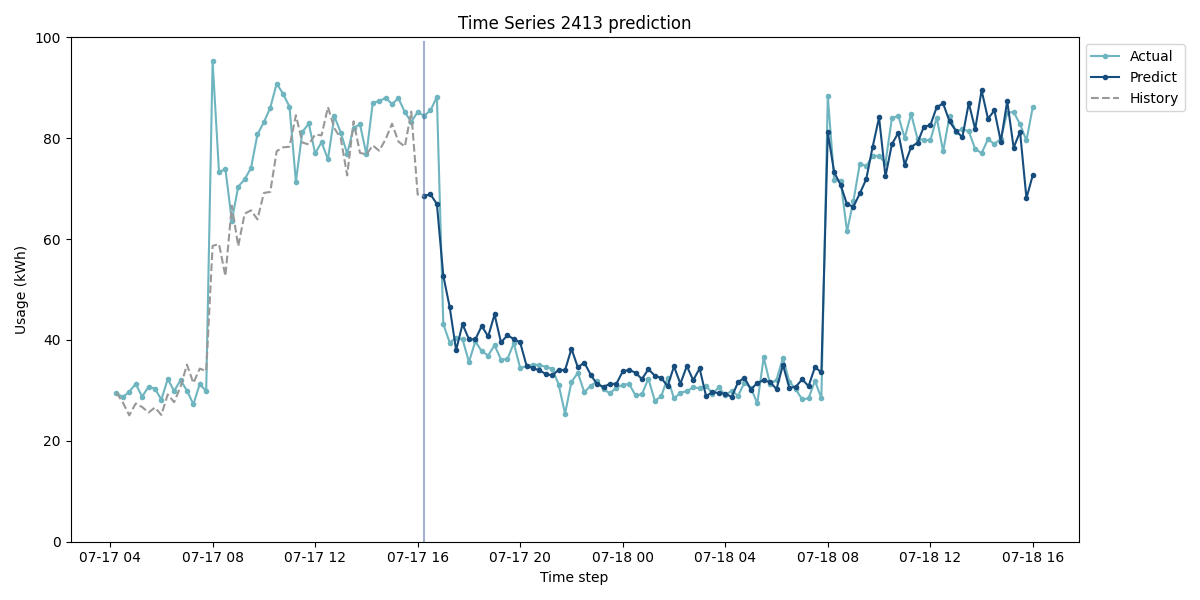 Time Series 2413 prediction
Usage (kWh)
100
80
60
40
20
0
07-17 04
07-17 08
07-17 12
07-17 16
07-17 20
07-18 00
07-18 04
07-18 08
07-18 12
07-18 16
Time step
Actual
Predict
History